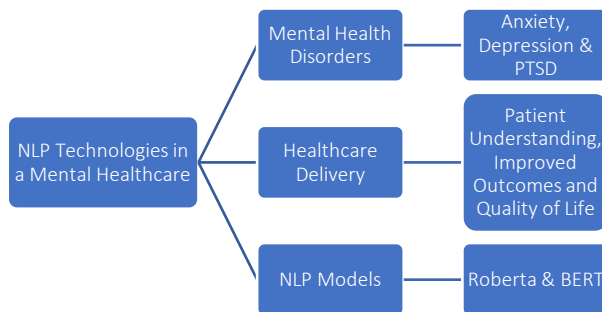 NLP Technologies in
a Mental Healthcare
Mental Health
Disorders
Anxiety,
Depression &
PTSD
Healthcare
Delivery
Patient
Understanding,
Improved
Outcomes and
Quality of Life
NLP Models
Roberta & BERT